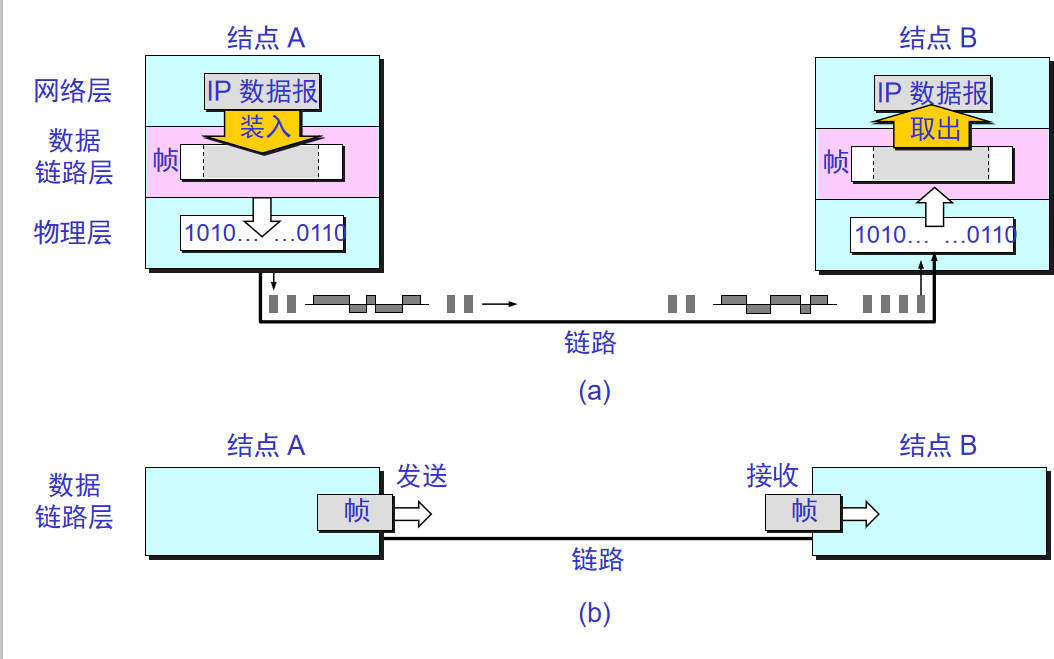 结点 A
结点 B
网络层
IP 数据报
IP 数据报
装入
取出
数据
链路层
帧
帧
物理层
1010… …0110
1010… …0110
链路
(a)
结点 A
结点 B
数据
链路层
发送
接收
帧
帧
链路
(b)